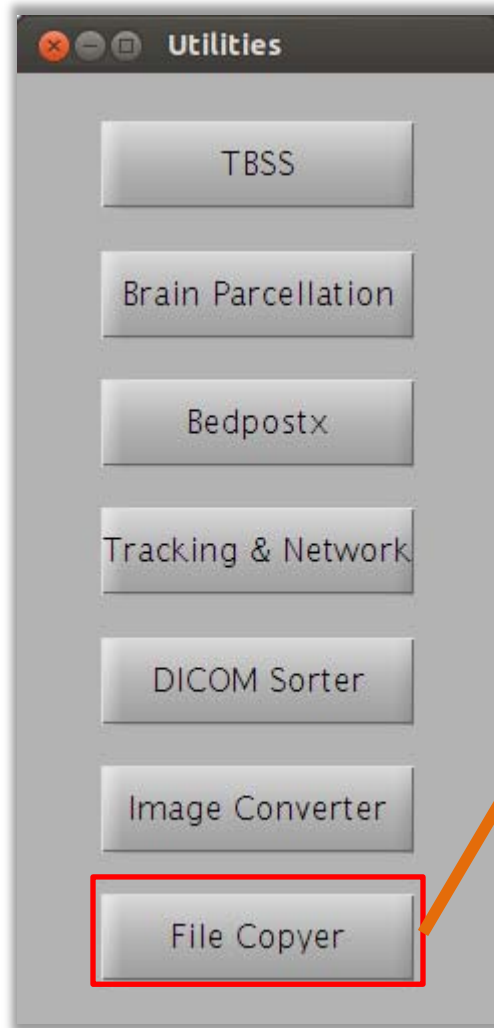 Utilities
TBSS
Brain Parcellation
Bedpostx
Tracking & Network
DICOM Sorter
Image Converter
File Copyer